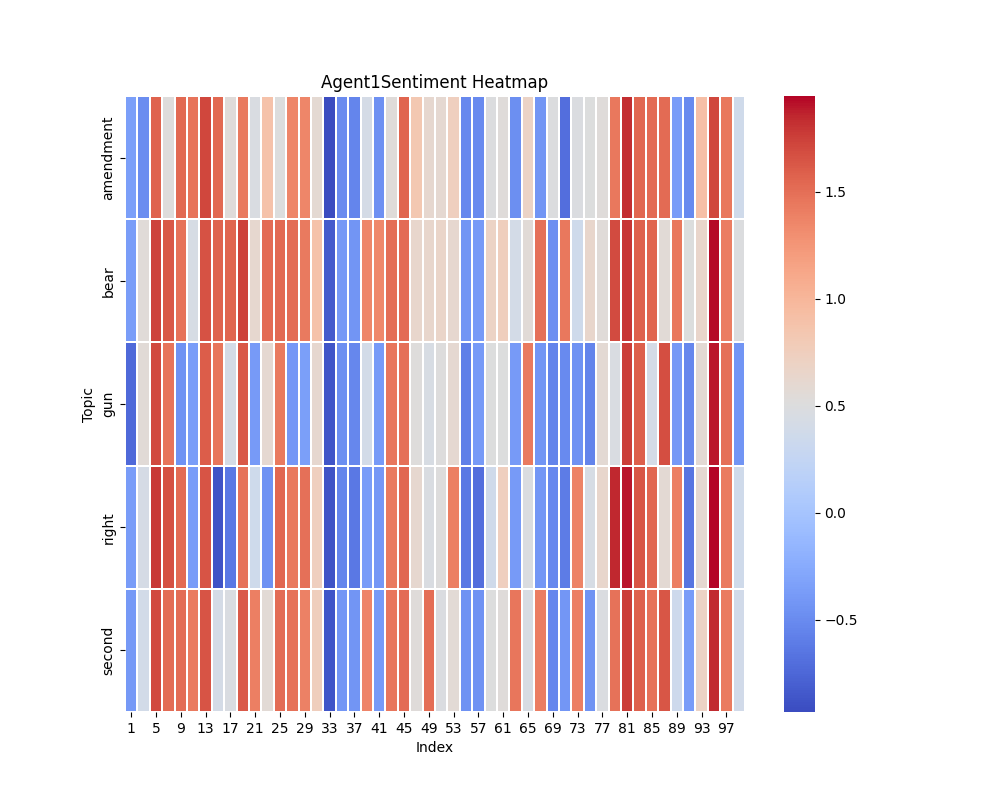 Agent1Sentiment Heatmap
Topic
amendment
bear
gun
right
second
1 5 9 13 17 21 25 29 33 37 41 45 49 53 57 61 65 69 73 77 81 85 89 93 97
Index
1.5
1.0
0.5
0.0
−0.5